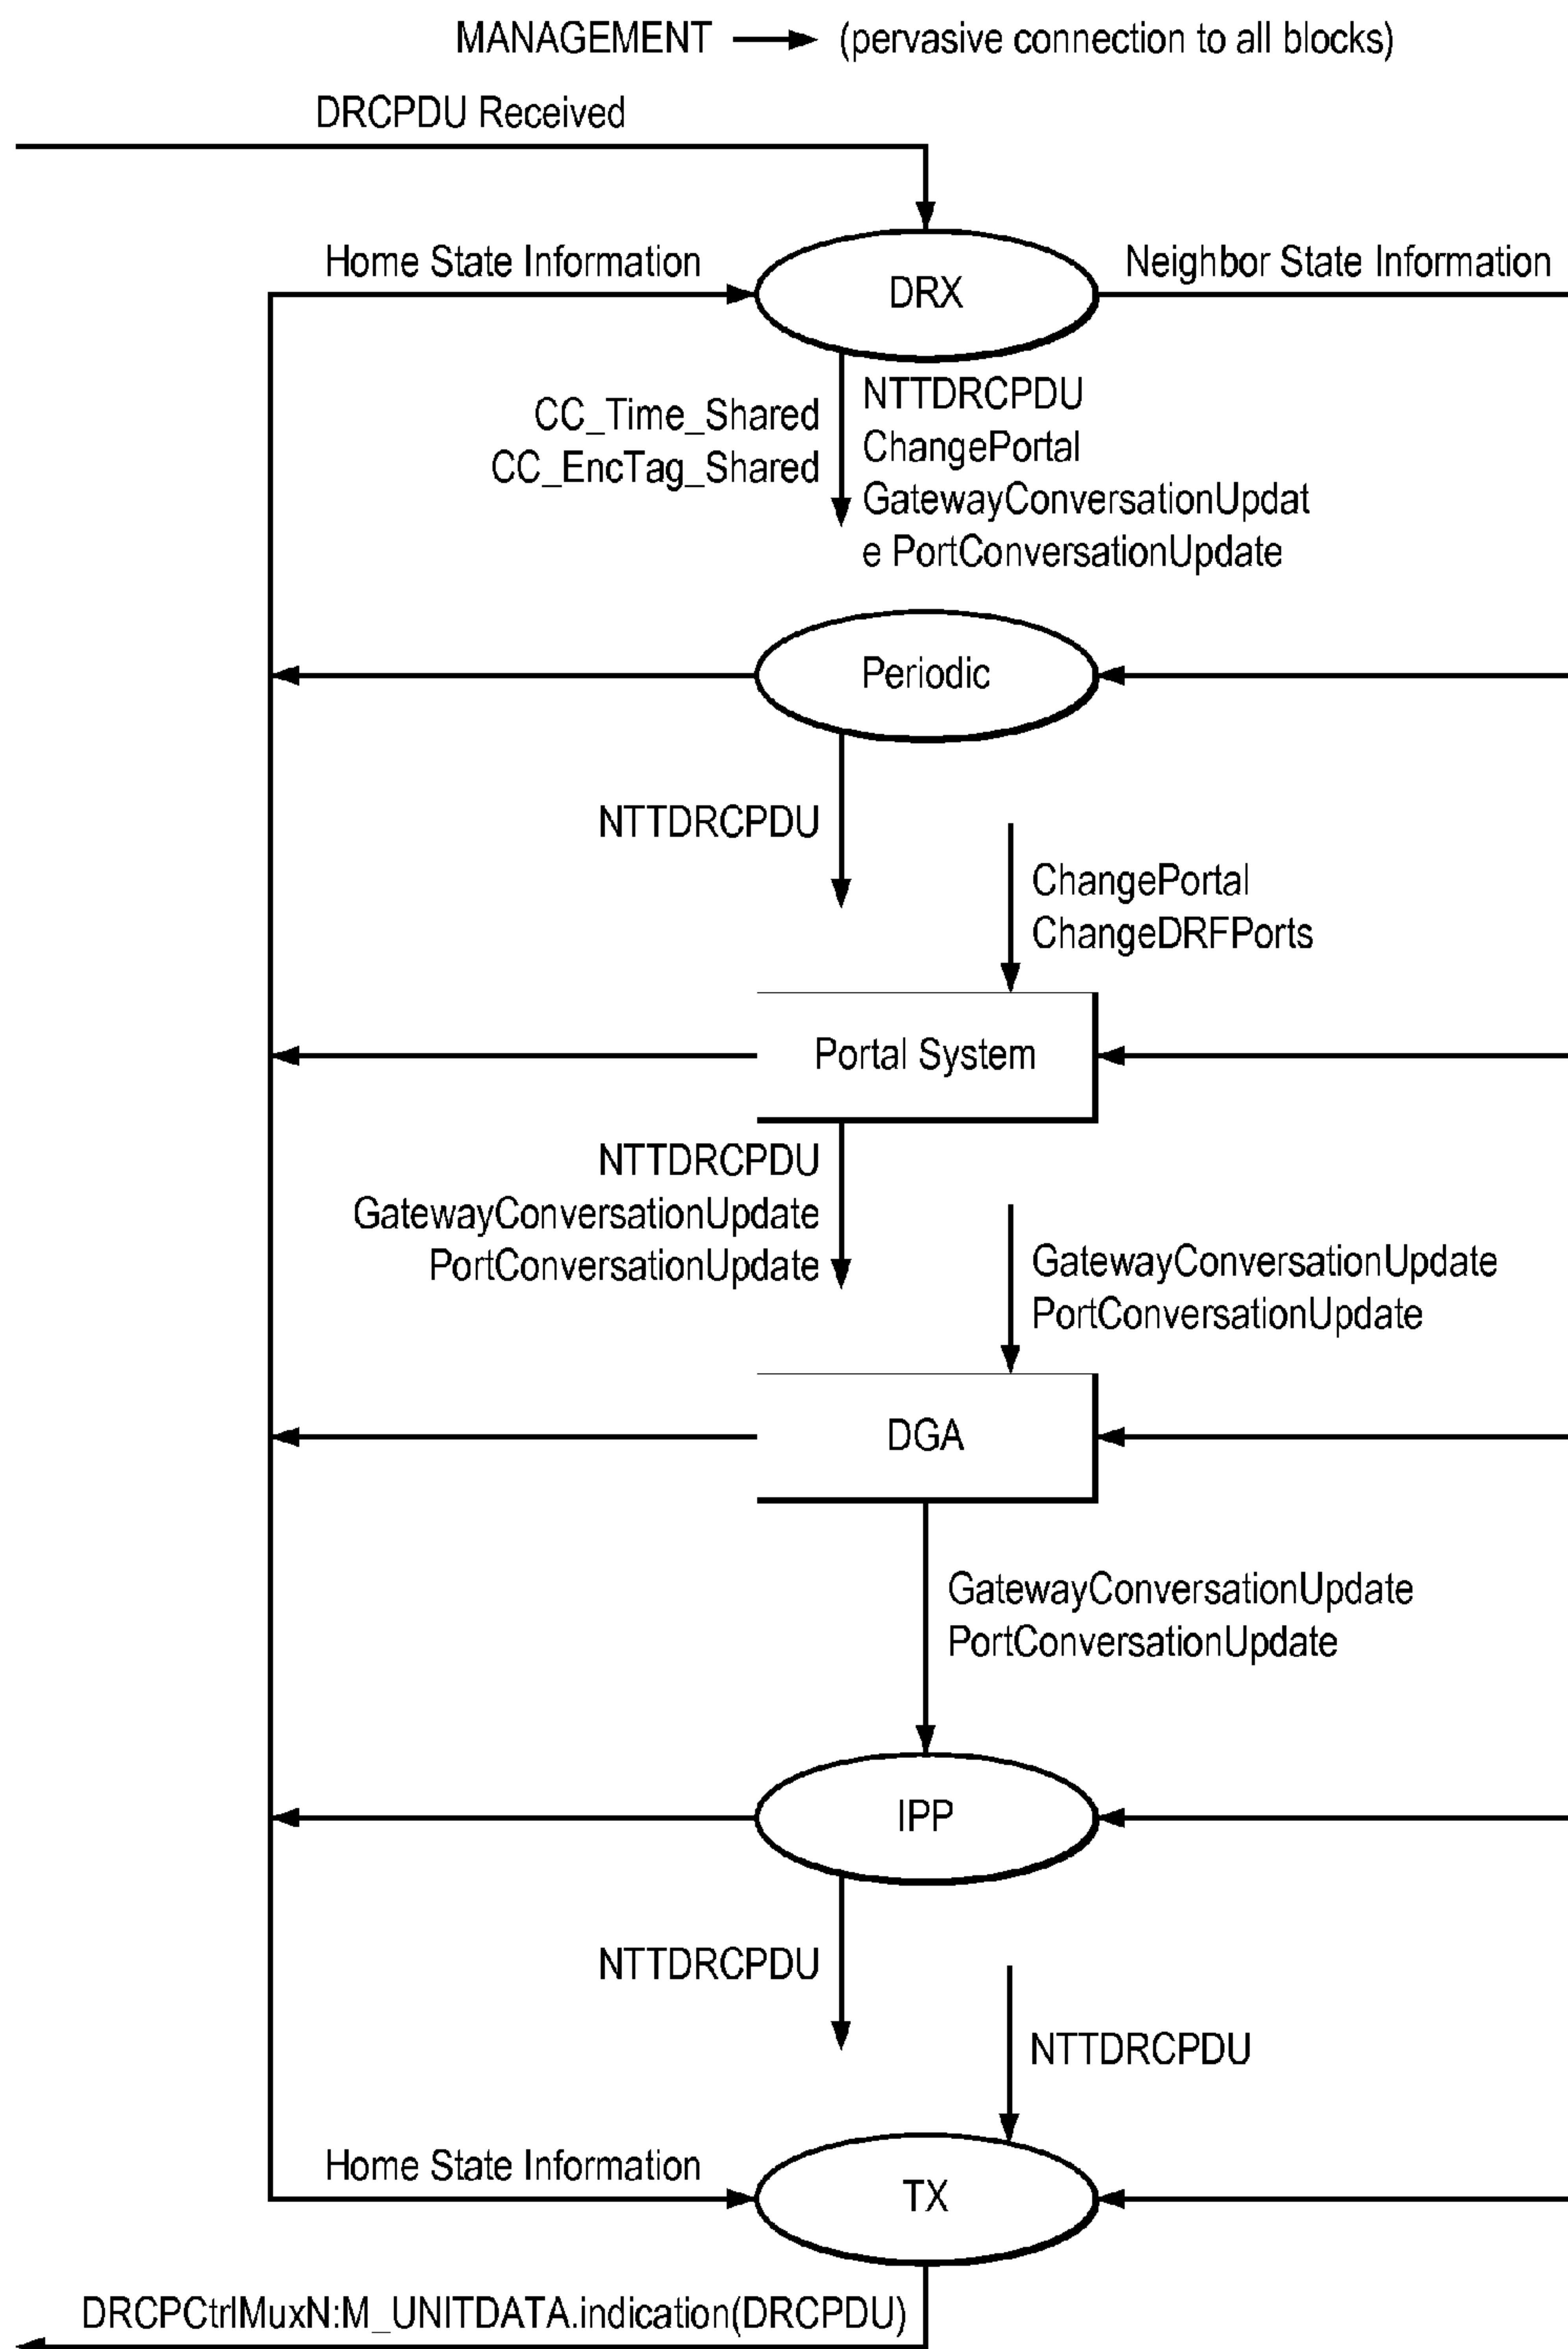 MANAGEMENT (pervasive connection to all blocks)
DRCPDU Received
Home State Information
DRX
Neighbor State Information
CC_Time_Shared
CC_EncTag_Shared
NTTDRCPDU
ChangePortal
GatewayConversationUpdat
e PortConversationUpdate
Periodic
NTTDRCPDU
ChangePortal
ChangeDRFPorts
Portal System
NTTDRCPDU
GatewayConversationUpdate
PortConversationUpdate
GatewayConversationUpdate
PortConversationUpdate
DGA
GatewayConversationUpdate
PortConversationUpdate
IPP
NTTDRCPDU
NTTDRCPDU
Home State Information
TX
DRCPCtrlMuxN:M_UNITDATA.indication(DRCPDU)